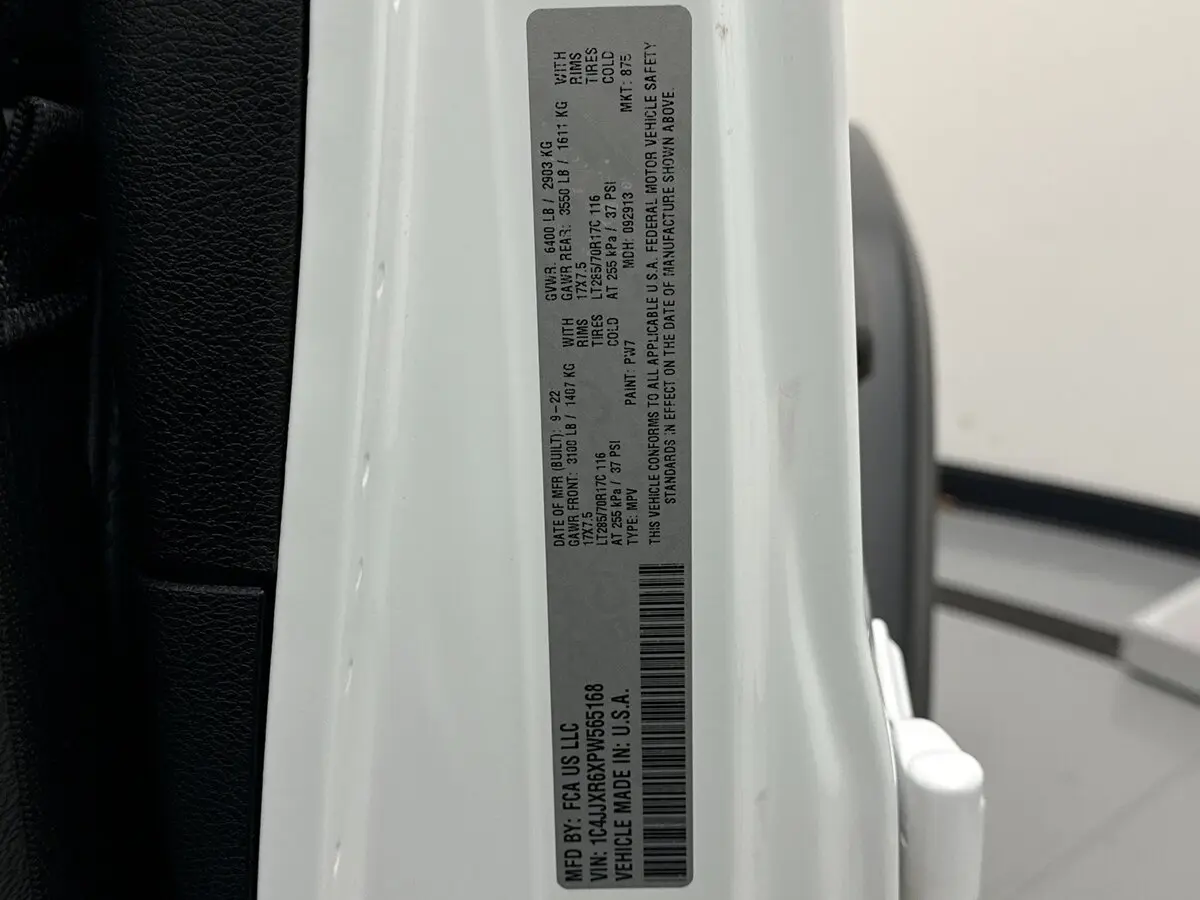 MFD BY: FCA US LLC
VIN: 1C4JJXR6XPW565168
VEHICLE MADE IN: U.S.A.
DATE OF MFR (BUILT): 9-22 GVWR: 6400 LB / 2903 KG
GAWR FRONT: 3100 LB / 1407 KG WITH GAWR REAR: 3550 LB / 1611 KG WITH
17X7.5 RIMS 17X7.5 RIMS
LT285/70R17C 116 TIRES LT285/70R17C 116 TIRES
AT 255 kPa / 37 PSI COLD AT 255 kPa / 37 PSI COLD
TYPE: MPV PAINT: PW7 MDH: 092913 MKT: 875
THIS VEHICLE CONFORMS TO ALL APPLICABLE U.S.A. FEDERAL MOTOR VEHICLE SAFETY
STANDARDS IN EFFECT ON THE DATE OF MANUFACTURE SHOWN ABOVE.